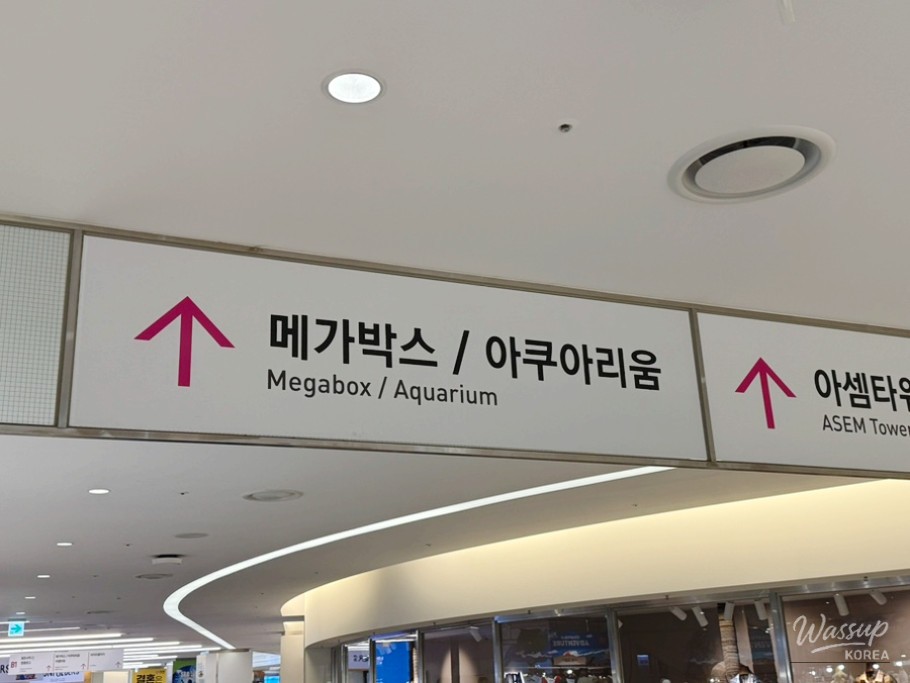 메가박스 / 아쿠아리움
Megabox / Aquarium
아셈타워
ASEM Tower
Wassup
KOREA